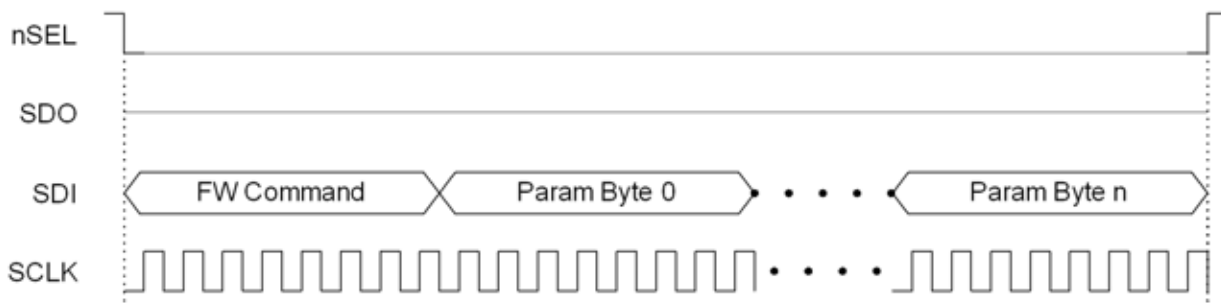 nSEL
SDO
SDI FW Command Param Byte 0 Param Byte n
SCLK